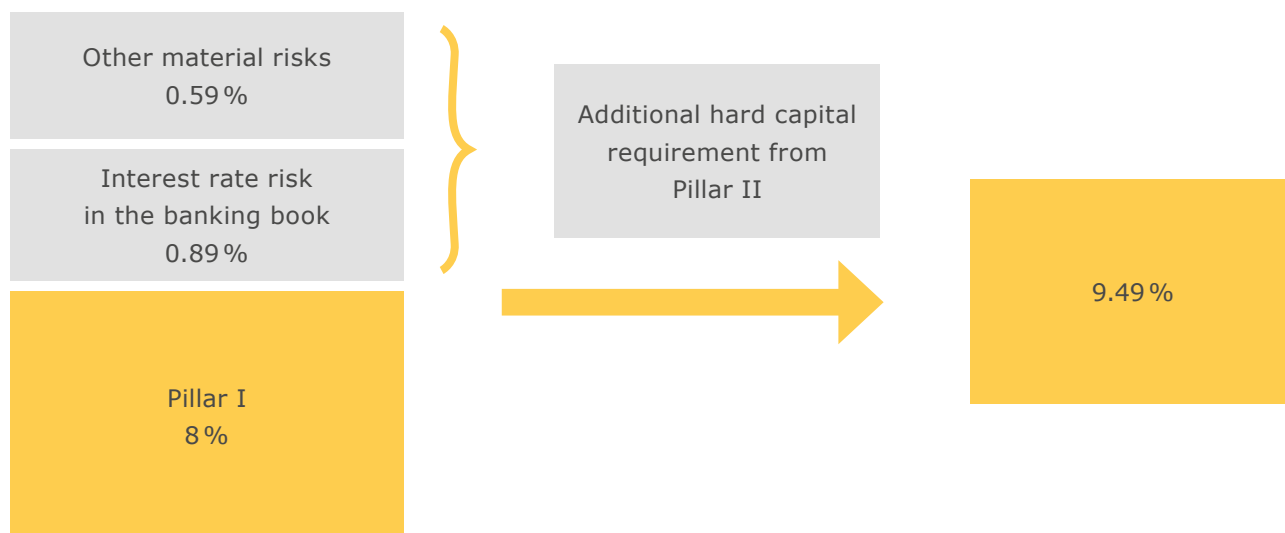 Other material risks
0.59 %
Interest rate risk
in the banking book
0.89 %
Pillar I
8 %
Additional hard capital
requirement from
Pillar II
9.49 %